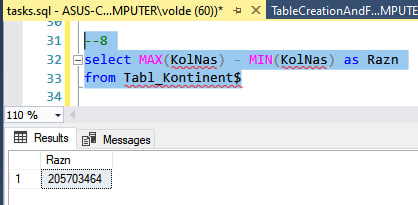 tasks.sql - ASUS-C...MPUTER\volde (60))*
TableCreationAndF...MPUTE
31 --8
32 select MAX(KolNas) - MIN(KolNas) as Razn
33 from Tabl_Kontinent$
34
110 %
Results Messages
Razn
1 205703464